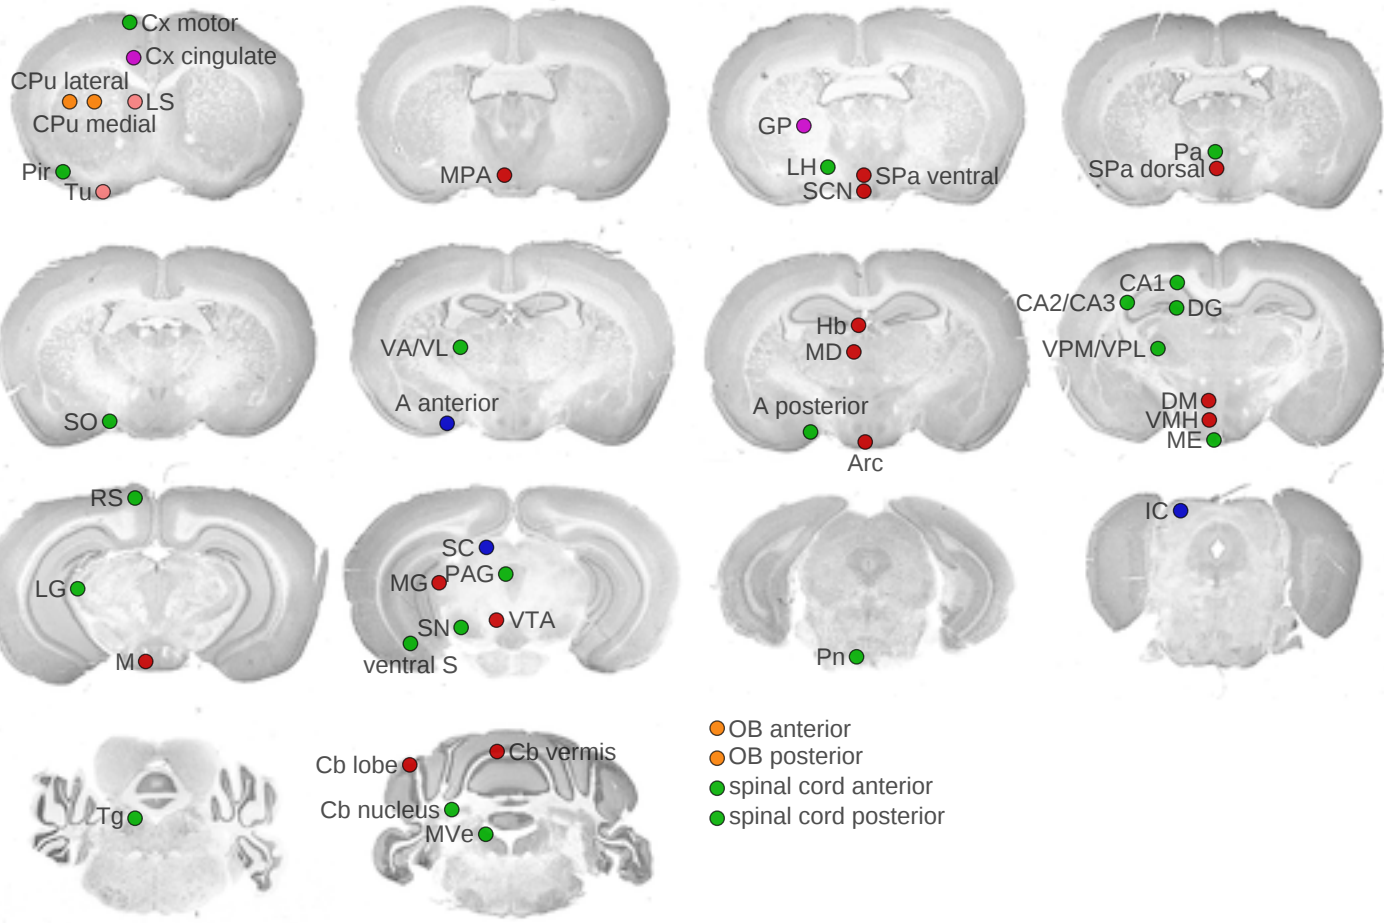 Cx motor
Cx cingulate
CPu lateral
LS
CPu medial
Pir
Tu
MPA
GP
LH
SPa ventral
SCN
Pa
SPa dorsal
SO
VA/VL
A anterior
Hb
MD
A posterior
Arc
CA1
CA2/CA3
DG
VPM/VPL
DM
VMH
ME
RS
LG
M
SC
MG
PAG
VTA
SN
ventral S
Pn
IC
Tg
Cb lobe
Cb vermis
Cb nucleus
MVe
OB anterior
OB posterior
spinal cord anterior
spinal cord posterior